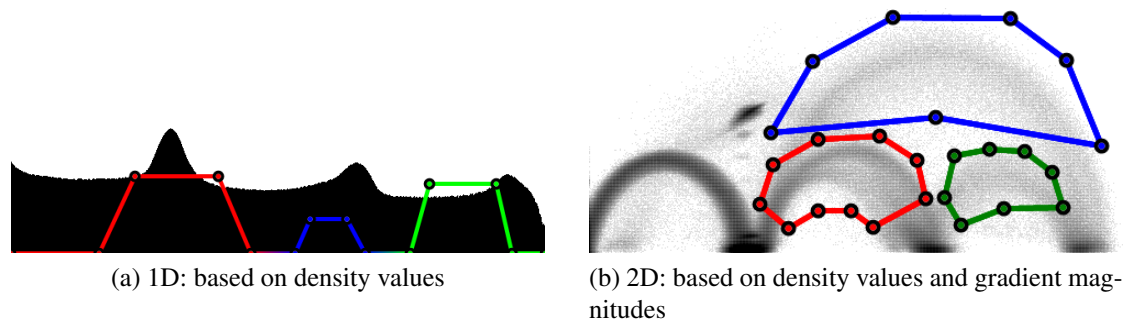 (a) 1D: based on density values
(b) 2D: based on density values and gradient mag-
nitudes